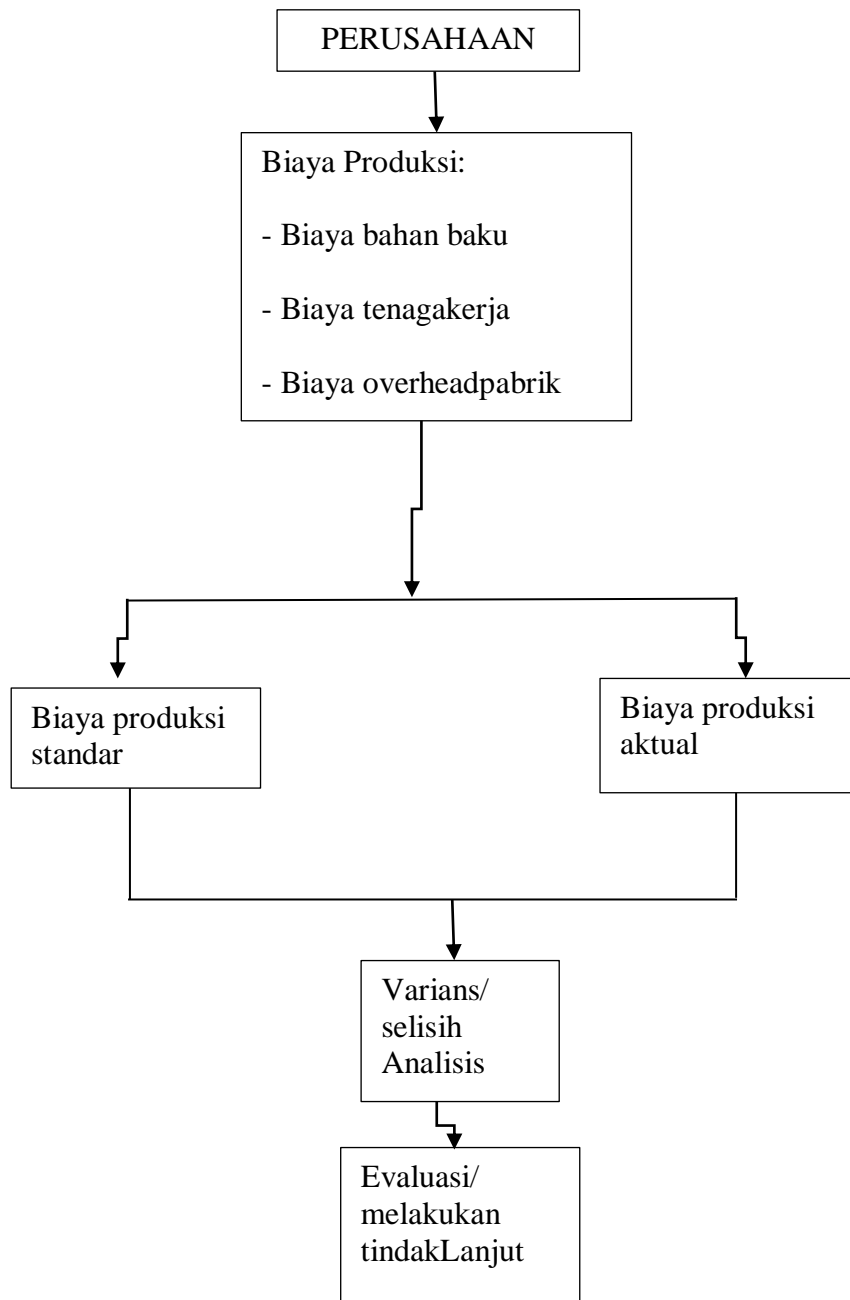 PERUSAHAAN
Biaya Produksi:
- Biaya bahan baku
- Biaya tenagakerja
- Biaya overheadpabrik
Biaya produksi
standar
Biaya produksi
aktual
Varians/
selisih
Analisis
Evaluasi/
melakukan
tindakLanjut